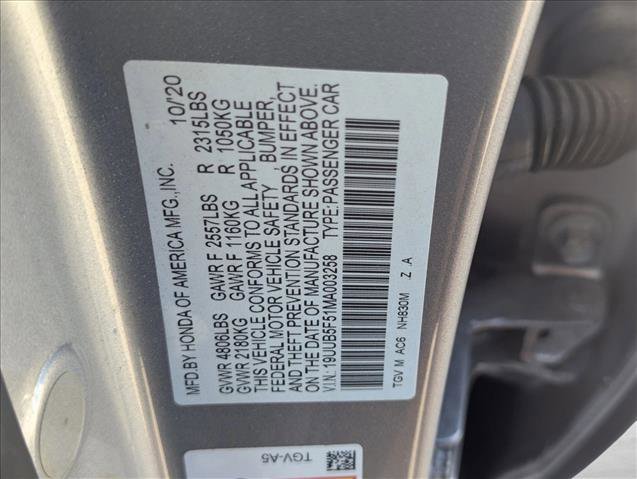 MFD.BY HONDA OF AMERICA MFG.,INC. 10/20
GVWR 4806LBS GAWR F 2557LBS R 2315LBS
GVWR 2180KG GAWR F 1160KG R 1050KG
THIS VEHICLE CONFORMS TO ALL APPLICABLE
FEDERAL MOTOR VEHICLE SAFETY , BUMPER,
AND THEFT PREVENTION STANDARDS IN EFFECT
ON THE DATE OF MANUFACTURE SHOWN ABOVE.
V.I.N.:19UUB5F51MA003258 TYPE:PASSENGER CAR
TGV M AC6 NH830M Z .A
TGV-A5